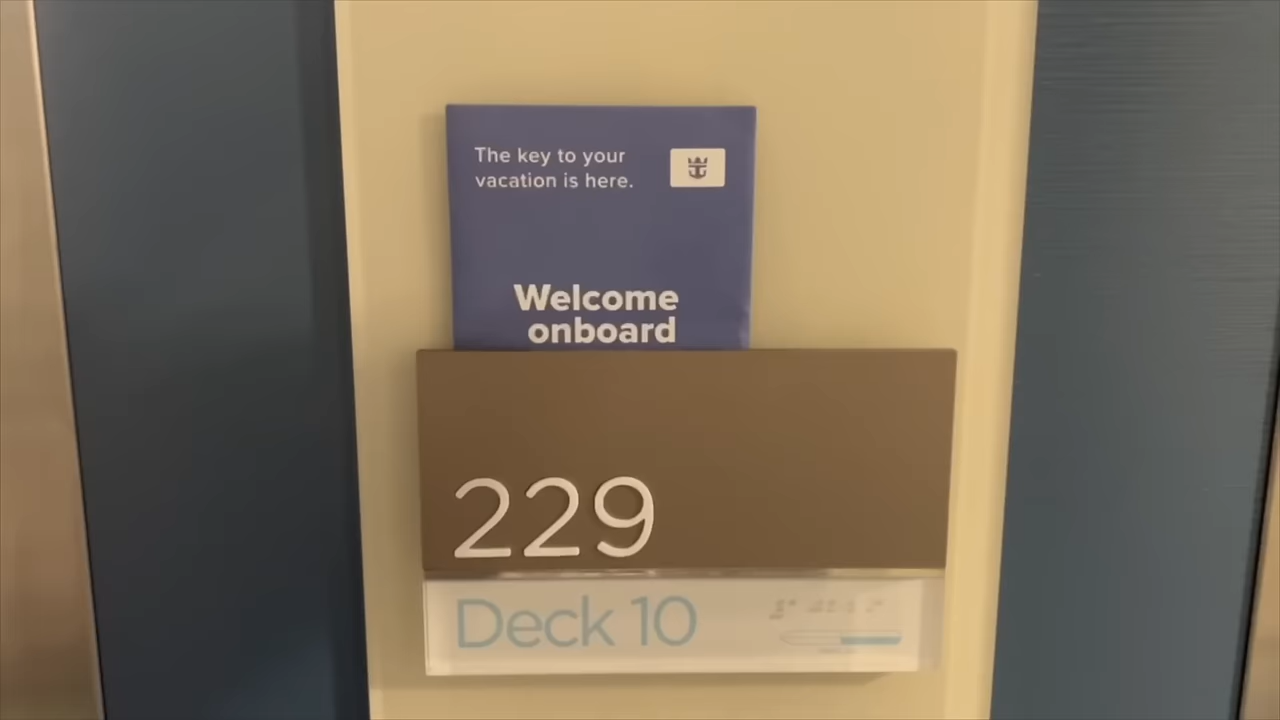 The key to your
vacation is here.
Welcome
onboard
229
Deck 10